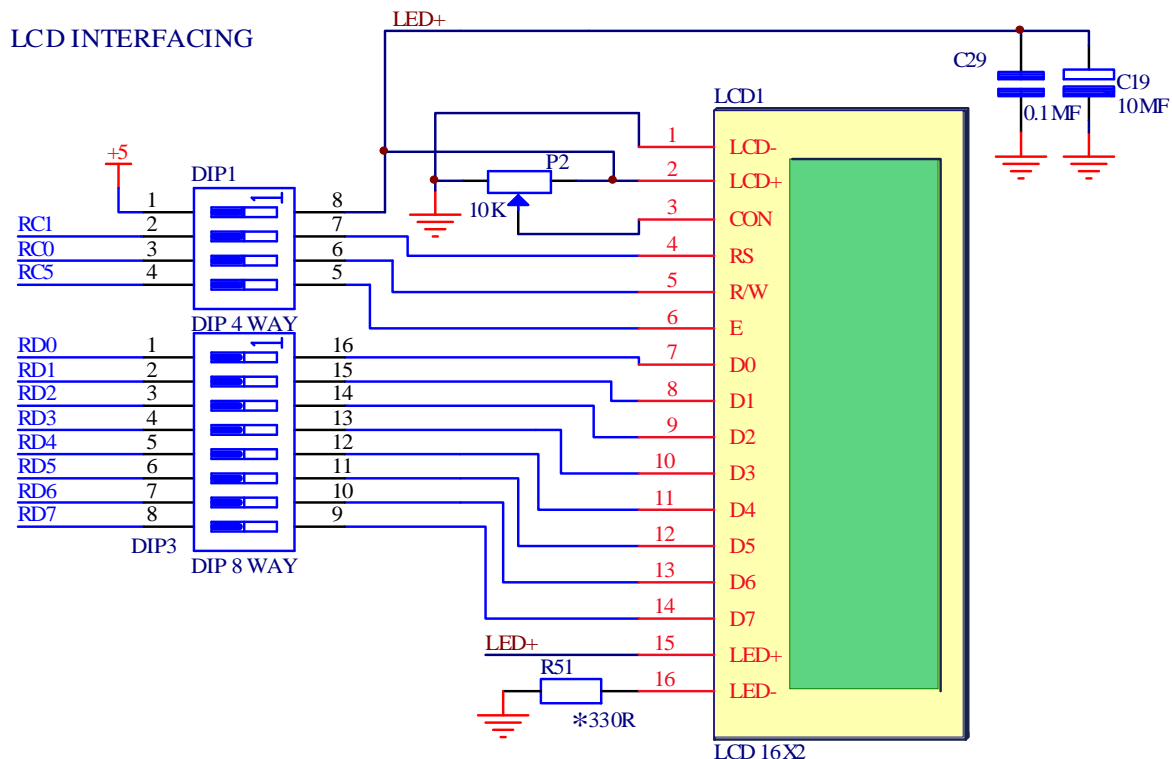 LED+
LCD INTERFACING
C29
C19
0.1MF
10MF
LCD1
+5
DIP1
P2
10K
1
1
8
RC1
2
7
RC0
3
6
RC5
4
5
DIP 4 WAY
1
RD0
1
16
RD1
2
15
RD2
3
14
RD3
4
13
RD4
5
12
RD5
6
11
RD6
7
10
RD7
8
9
DIP3
DIP 8 WAY
1 LCD-
2 LCD+
3 CON
4 RS
5 R/W
6 E
7 D0
8 D1
9 D2
10 D3
11 D4
12 D5
13 D6
14 D7
LED+
15 LED+
R51
16 LED-
*330R
LCD 16X2